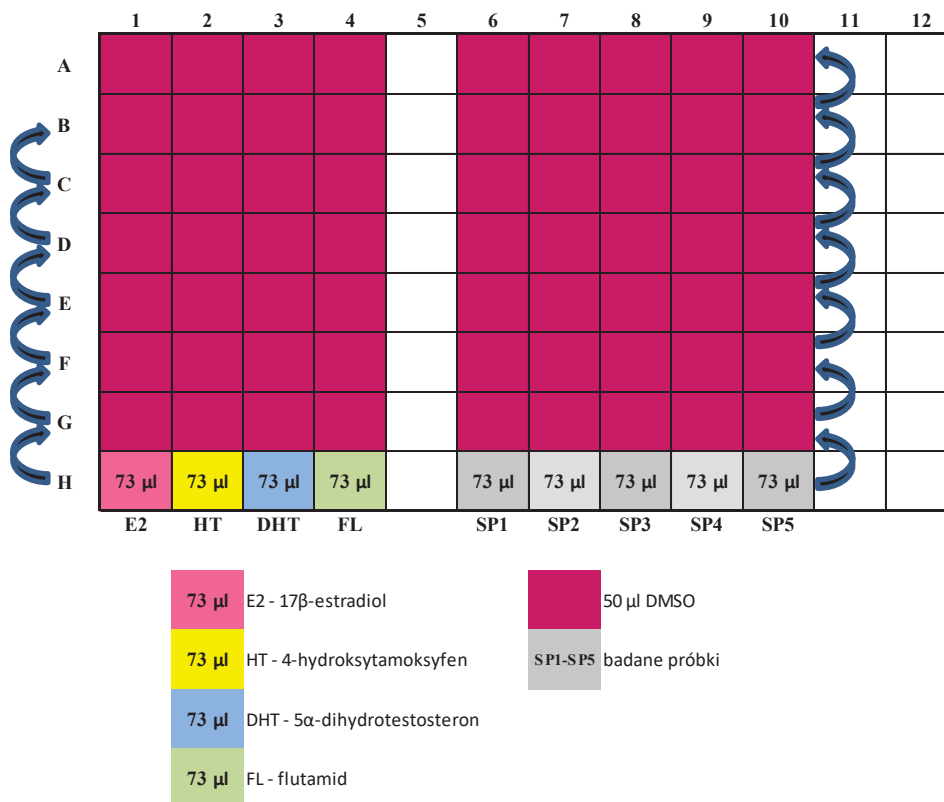 1 2 3 4 5 6 7 8 9 10 11 12
A
B
C
D
E
F
G
H 73 µl 73 µl 73 µl 73 µl 73 µl 73 µl 73 µl 73 µl 73 µl
E2 HT DHT FL SP1 SP2 SP3 SP4 SP5
73 µl E2 - 17β-estradiol 50 µl DMSO
73 µl HT - 4-hydroksytamoksyfen SP1-SP5 badane próbki
73 µl DHT - 5α-dihydrotestosteron
73 µl FL - flutamid